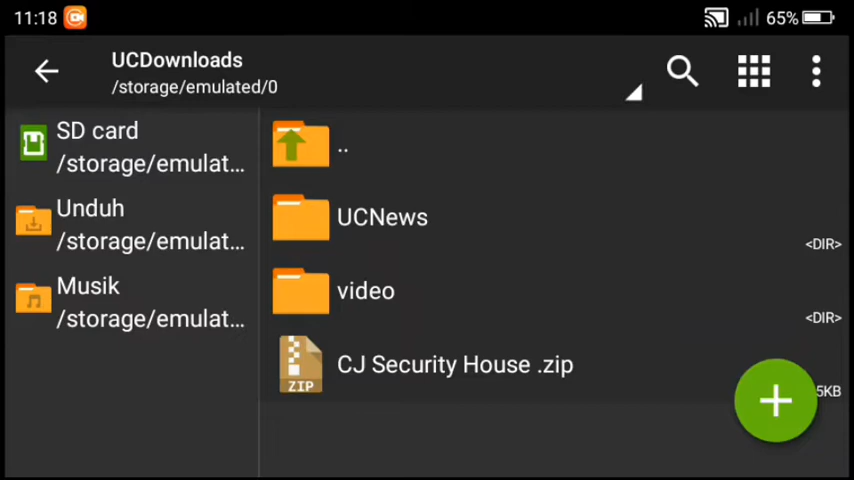 11:18
65%
UCDownloads
/storage/emulated/0
SD card
/storage/emulat...
Unduh
/storage/emulat...
Musik
/storage/emulat...
..
UCNews
<DIR>
video
<DIR>
CJ Security House .zip
ZIP
5KB